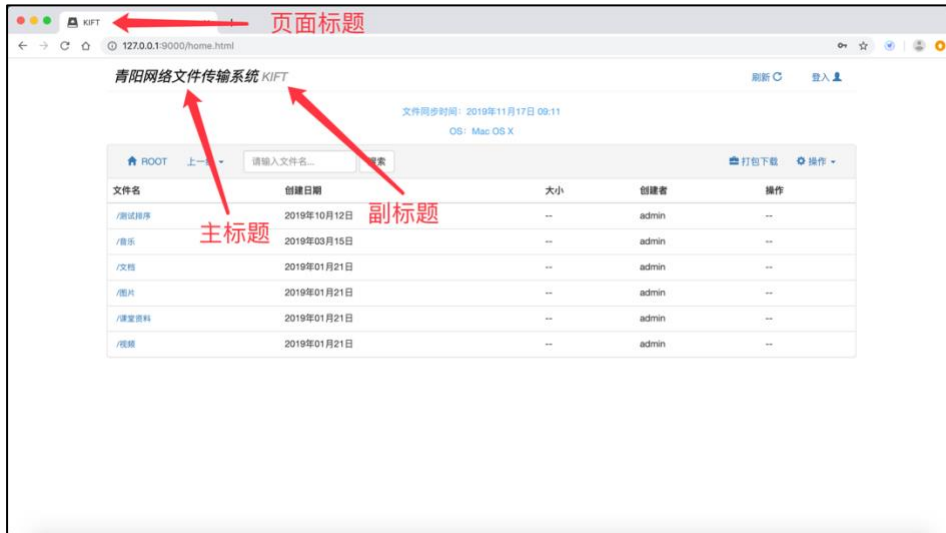 KIFT
页面标题
127.0.0.1:9000/home.html
青阳网络文件传输系统 KIFT
刷新
登入
文件同步时间：2019年11月17日 09:11
OS：Mac OS X
ROOT
请输入文件名...
打包下载
操作
文件名 创建日期 大小 创建者 操作
副标题
主标题
/测试排序 2019年10月12日 -- admin --
/音乐 2019年03月15日 -- admin --
/文档 2019年01月21日 -- admin --
/图片 2019年01月21日 -- admin --
/课堂资料 2019年01月21日 -- admin --
/视频 2019年01月21日 -- admin --